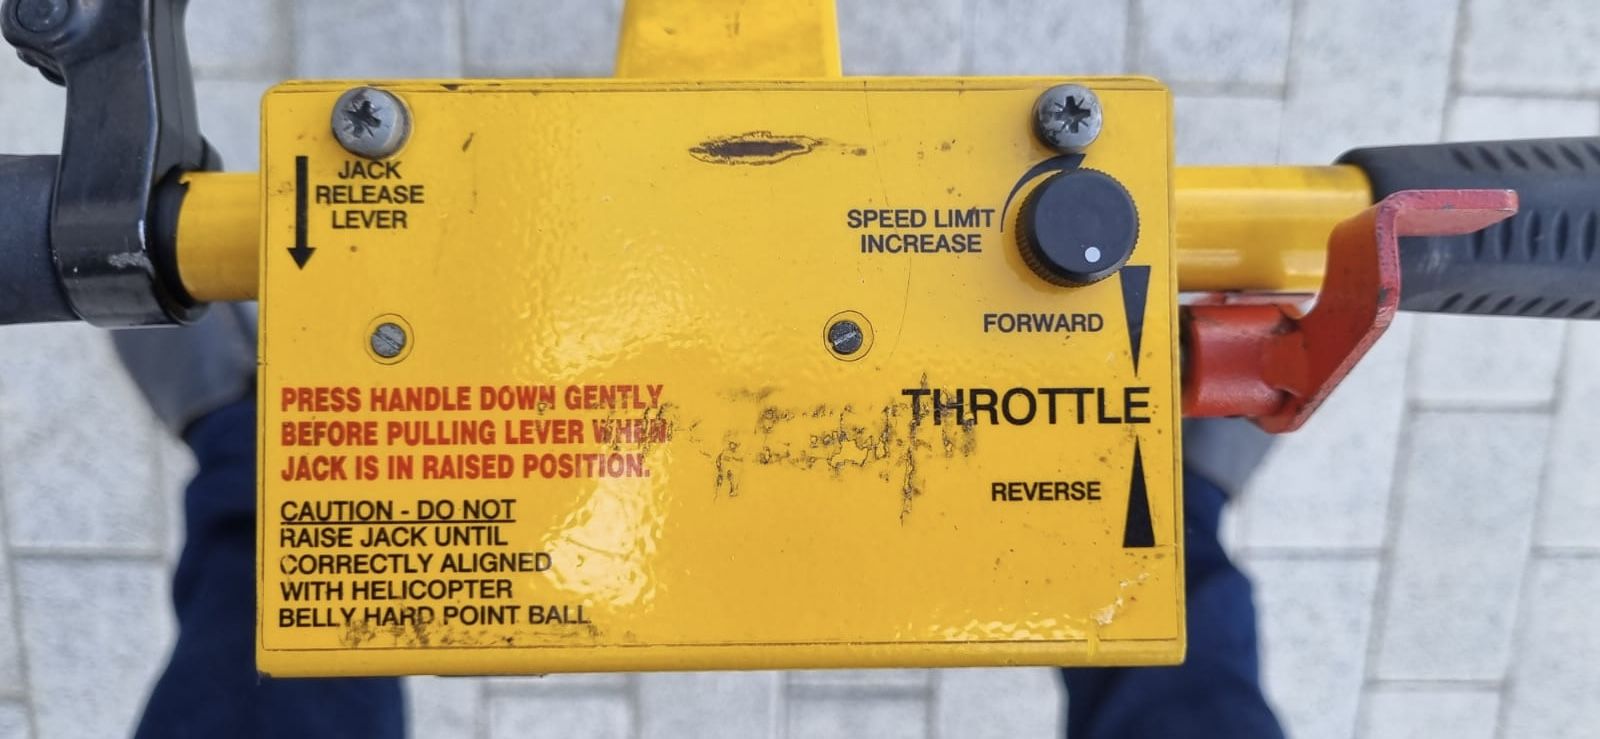 JACK
RELEASE
LEVER
SPEED LIMIT
INCREASE
FORWARD
THROTTLE
REVERSE
PRESS HANDLE DOWN GENTLY
BEFORE PULLING LEVER WHEN
JACK IS IN RAISED POSITION.
CAUTION - DO NOT
RAISE JACK UNTIL
CORRECTLY ALIGNED
WITH HELICOPTER
BELLY HARD POINT BALL